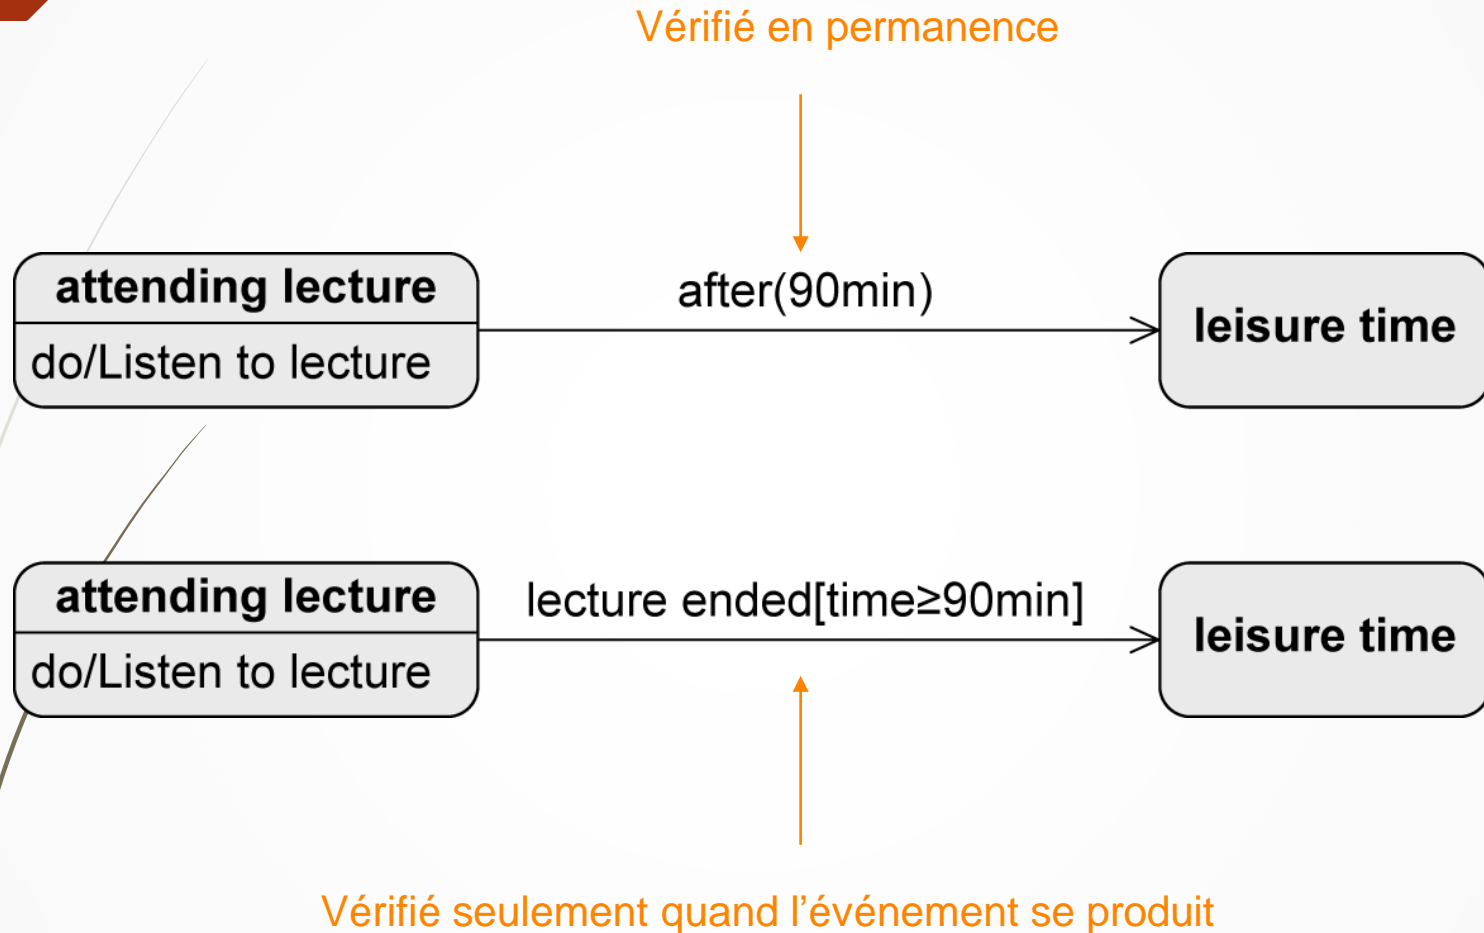 Vérifié en permanence
attending lecture
do/Listen to lecture
after(90min)
leisure time
attending lecture
do/Listen to lecture
lecture ended[time≥90min]
leisure time
Vérifié seulement quand l’événement se produit